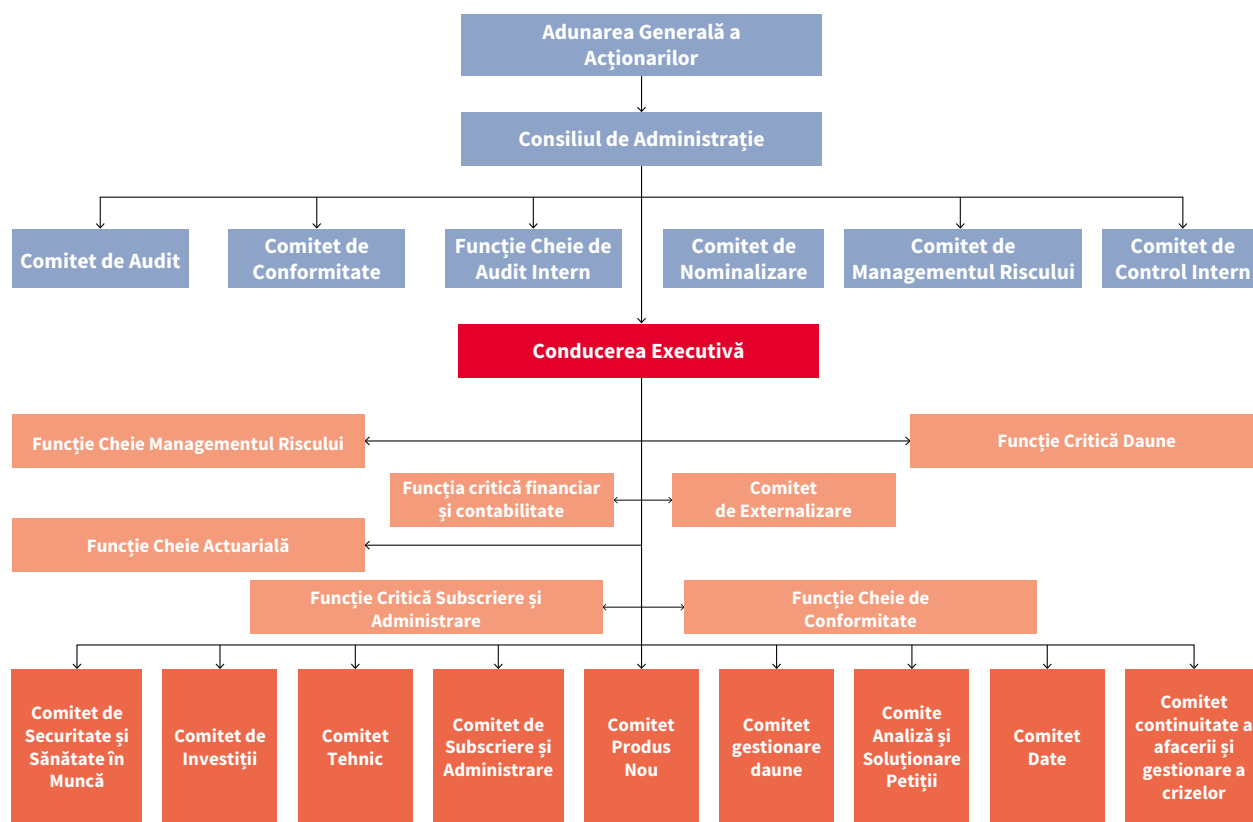 Adunarea Generală a
Acționarilor
Consiliul de Administrație
Comitet de Audit
Comitet de
Conformitate
Funcție Cheie de
Audit Intern
Comitet de
Nominalizare
Comitet de
Managementul Riscului
Comitet de
Control Intern
Conducerea Executivă
Funcție Cheie Managementul Riscului
Funcție Critică Daune
Funcția critică financiar
și contabilitate
Comitet
de Externalizare
Funcție Cheie Actuarială
Funcție Critică Subscriere și
Administrare
Funcție Cheie de
Conformitate
Comitet de
Securitate și
Sănătate în
Muncă
Comitet de
Investiții
Comitet
Tehnic
Comitet de
Subscriere și
Administrare
Comitet
Produs
Nou
Comitet
gestionare
daune
Comite
Analiză și
Soluționare
Petiții
Comitet
Date
Comitet
continuitate a
afacerii și
gestionare a
crizelor